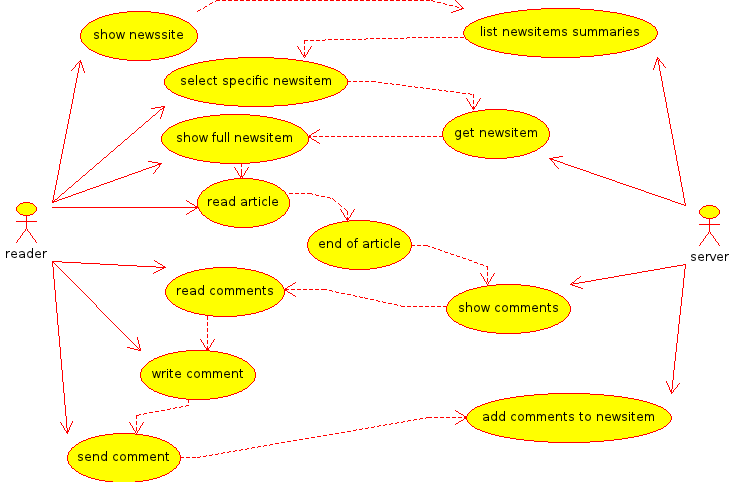 show newssite
list newsitems summaries
select specific newsitem
show full newsitem
get newsitem
read article
reader
end of article
server
read comments
show comments
write comment
add comments to newsitem
send comment